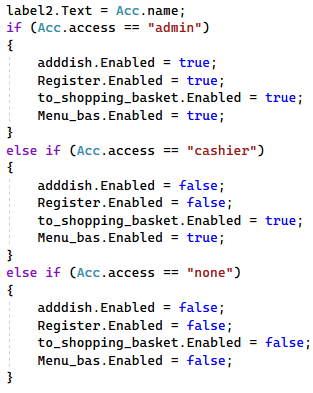 label2.Text = Acc.name;
if (Acc.access == "admin")
{
    adddish.Enabled = true;
    Register.Enabled = true;
    to_shopping_basket.Enabled = true;
    Menu_bas.Enabled = true;
}
else if (Acc.access == "cashier")
{
    adddish.Enabled = false;
    Register.Enabled = false;
    to_shopping_basket.Enabled = true;
    Menu_bas.Enabled = true;
}
else if (Acc.access == "none")
{
    adddish.Enabled = false;
    Register.Enabled = false;
    to_shopping_basket.Enabled = false;
    Menu_bas.Enabled = false;
}